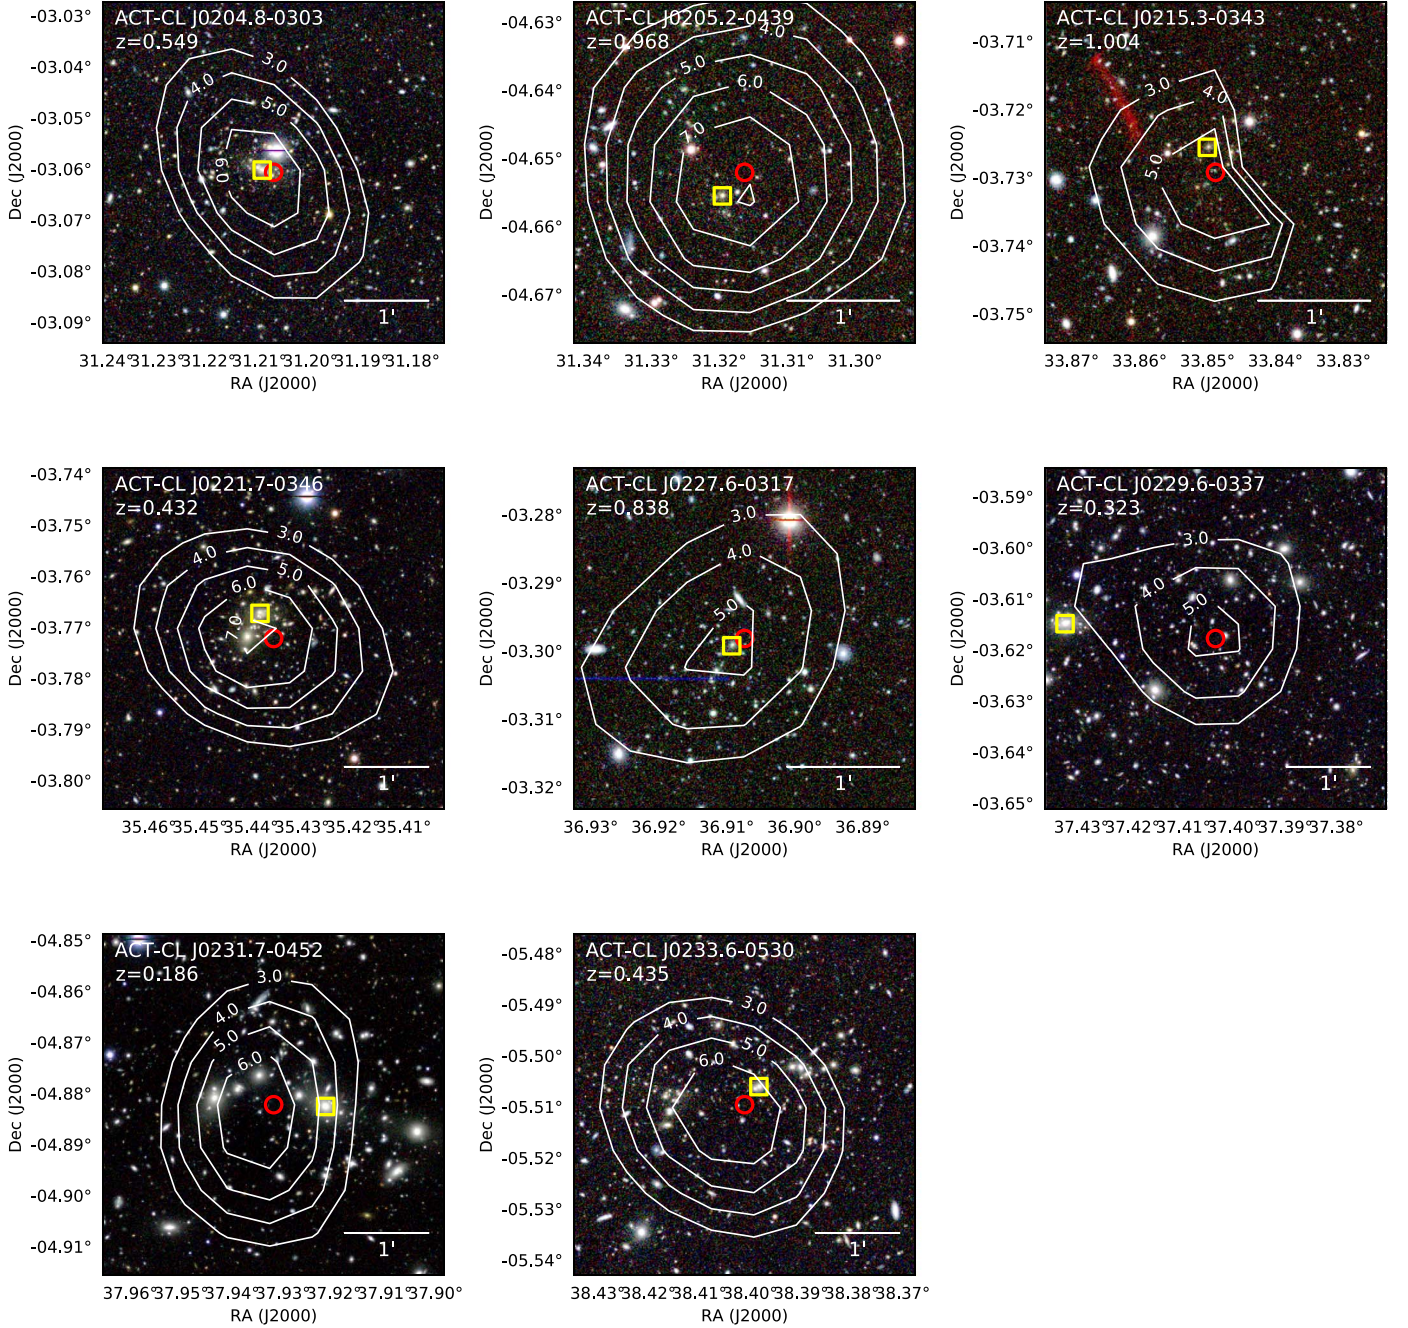 ACT-CL J0204.8-0303
z=0.549
3.0
4.0
5.0
6.0
1'
-03.03°
-03.04°
-03.05°
-03.06°
-03.07°
-03.08°
-03.09°
Dec (J2000)
31.24°31.23°31.22°31.21°31.20°31.19°31.18°
RA (J2000)
ACT-CL J0205.2-0439
z=0.968
4.0
5.0
6.0
7.0
1'
-04.63°
-04.64°
-04.65°
-04.66°
-04.67°
Dec (J2000)
31.34° 31.33° 31.32° 31.31° 31.30°
RA (J2000)
ACT-CL J0215.3-0343
z=1.004
3.0
4.0
5.0
1'
-03.71°
-03.72°
-03.73°
-03.74°
-03.75°
Dec (J2000)
33.87° 33.86° 33.85° 33.84° 33.83°
RA (J2000)
ACT-CL J0221.7-0346
z=0.432
3.0
4.0
5.0
6.0
7.0
1'
-03.74°
-03.75°
-03.76°
-03.77°
-03.78°
-03.79°
-03.80°
Dec (J2000)
35.46°35.45°35.44°35.43°35.42°35.41°
RA (J2000)
ACT-CL J0227.6-0317
z=0.838
3.0
4.0
5.0
1'
-03.28°
-03.29°
-03.30°
-03.31°
-03.32°
Dec (J2000)
36.93° 36.92° 36.91° 36.90° 36.89°
RA (J2000)
ACT-CL J0229.6-0337
z=0.323
3.0
4.0
5.0
1'
-03.59°
-03.60°
-03.61°
-03.62°
-03.63°
-03.64°
-03.65°
Dec (J2000)
37.43°37.42°37.41°37.40°37.39°37.38°
RA (J2000)
ACT-CL J0231.7-0452
z=0.186
3.0
4.0
5.0
6.0
1'
-04.85°
-04.86°
-04.87°
-04.88°
-04.89°
-04.90°
-04.91°
Dec (J2000)
37.96°37.95°37.94°37.93°37.92°37.91°37.90°
RA (J2000)
ACT-CL J0233.6-0530
z=0.435
3.0
4.0
5.0
6.0
1'
-05.48°
-05.49°
-05.50°
-05.51°
-05.52°
-05.53°
-05.54°
Dec (J2000)
38.43°38.42°38.41°38.40°38.39°38.38°38.37°
RA (J2000)